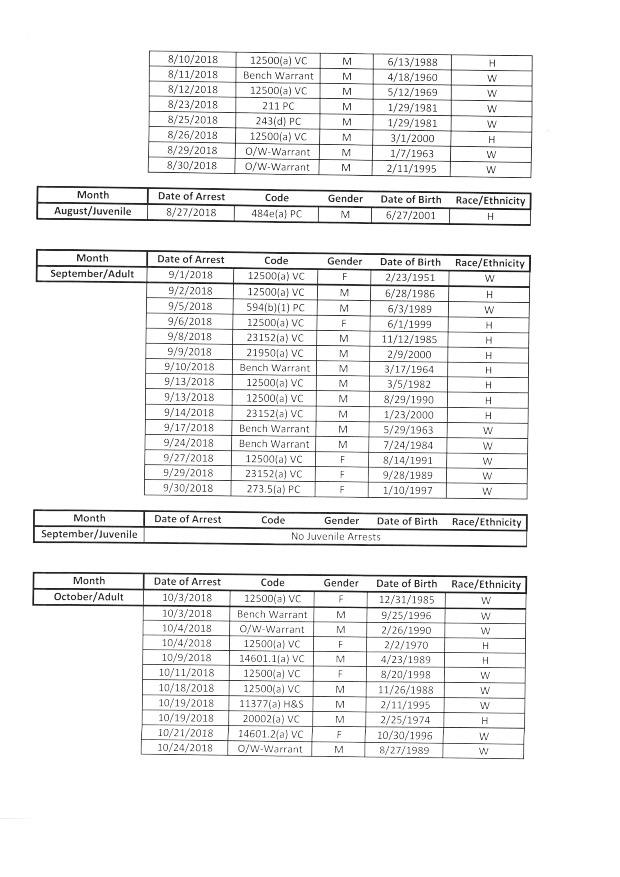 8/10/2018 12500(a) VC M 6/13/1988 H
8/11/2018 Bench Warrant M 4/18/1960 W
8/12/2018 12500(a) VC M 5/12/1969 W
8/23/2018 211 PC M 1/29/1981 W
8/25/2018 243(d) PC M 1/29/1981 W
8/26/2018 12500(a) VC M 3/1/2000 H
8/29/2018 O/W-Warrant M 1/7/1963 W
8/30/2018 O/W-Warrant M 2/11/1995 W
Month Date of Arrest Code Gender Date of Birth Race/Ethnicity
August/Juvenile 8/27/2018 484e(a) PC M 6/27/2001 H
Month Date of Arrest Code Gender Date of Birth Race/Ethnicity
September/Adult 9/1/2018 12500(a) VC F 2/23/1951 W
9/2/2018 12500(a) VC M 6/28/1986 H
9/5/2018 594(b)(1) PC M 6/3/1989 W
9/6/2018 12500(a) VC F 6/1/1999 H
9/8/2018 23152(a) VC M 11/12/1985 H
9/9/2018 21950(a) VC M 2/9/2000 H
9/10/2018 Bench Warrant M 3/17/1964 H
9/13/2018 12500(a) VC M 3/5/1982 H
9/13/2018 12500(a) VC M 8/29/1990 H
9/14/2018 23152(a) VC M 1/23/2000 H
9/17/2018 Bench Warrant M 5/29/1963 W
9/24/2018 Bench Warrant M 7/24/1984 W
9/27/2018 12500(a) VC F 8/14/1991 W
9/29/2018 23152(a) VC F 9/28/1989 W
9/30/2018 273.5(a) PC F 1/10/1997 W
Month Date of Arrest Code Gender Date of Birth Race/Ethnicity
September/Juvenile No Juvenile Arrests
Month Date of Arrest Code Gender Date of Birth Race/Ethnicity
October/Adult 10/3/2018 12500(a) VC F 12/31/1985 W
10/3/2018 Bench Warrant M 9/25/1996 W
10/4/2018 O/W-Warrant M 2/26/1990 W
10/4/2018 12500(a) VC F 2/2/1970 H
10/9/2018 14601.1(a) VC M 4/23/1989 H
10/11/2018 12500(a) VC F 8/20/1998 W
10/18/2018 12500(a) VC M 11/26/1988 W
10/19/2018 11377(a) H&S M 2/11/1995 W
10/19/2018 20002(a) VC M 2/25/1974 H
10/21/2018 14601.2(a) VC F 10/30/1996 W
10/24/2018 O/W-Warrant M 8/27/1989 W